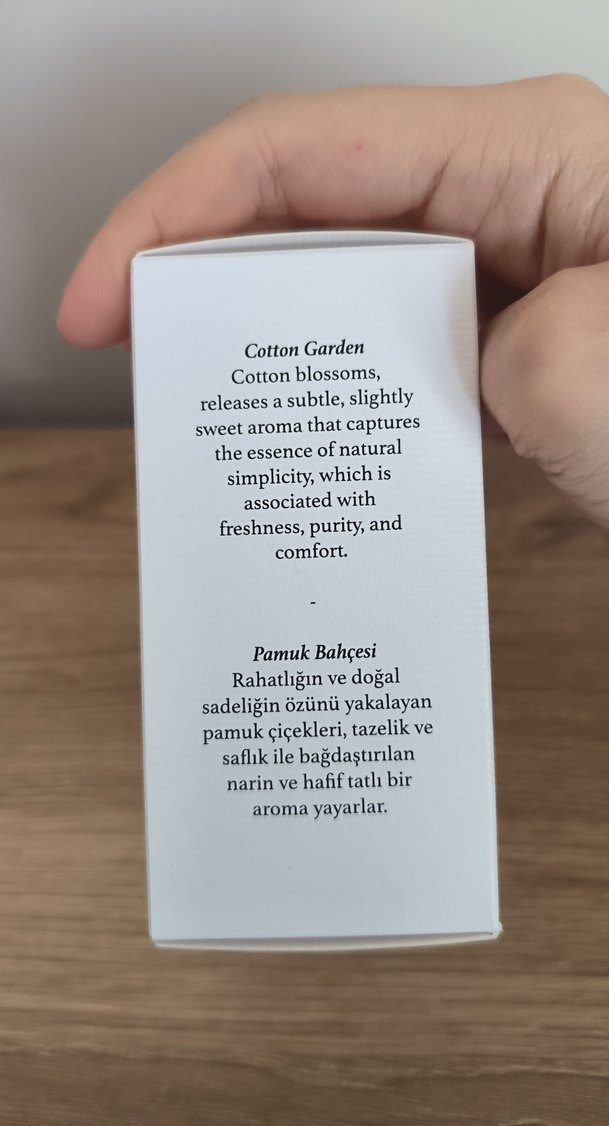 Cotton Garden
Cotton blossoms,
releases a subtle, slightly
sweet aroma that captures
the essence of natural
simplicity, which is
associated with
freshness, purity, and
comfort.
-
Pamuk Bahçesi
Rahatlığın ve doğal
sadeliğin özünü yakalayan
pamuk çiçekleri, tazelik ve
saflık ile bağdaştırılan
narin ve hafif tatlı bir
aroma yayarlar.